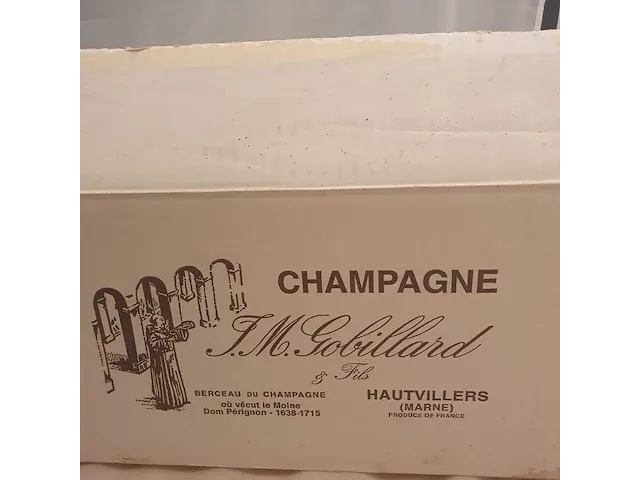 CHAMPAGNE
J.M. Gobillard
& Fils
BERCEAU DU CHAMPAGNE
où vécut le Moine
Dom Pérignon - 1638-1715
HAUTVILLERS
(MARNE)
PRODUCE OF FRANCE